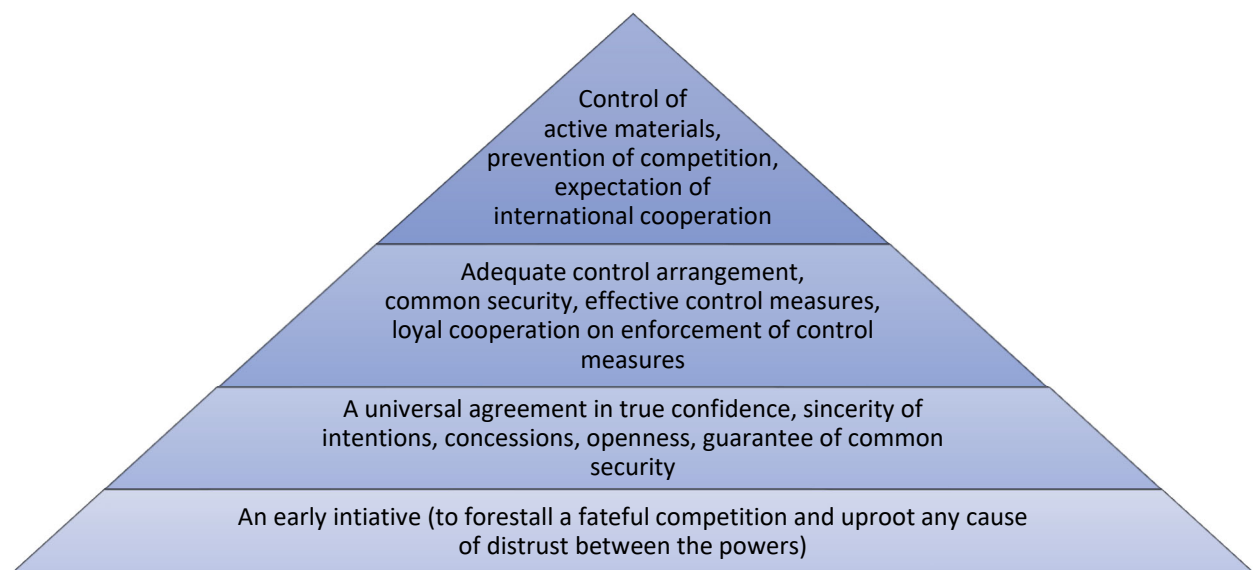 Control of
active materials,
prevention of competition,
expectation of
international cooperation
Adequate control arrangement,
common security, effective control measures,
loyal cooperation on enforcement of control
measures
A universal agreement in true confidence, sincerity of
intentions, concessions, openness, guarantee of common
security
An early intiative (to forestall a fateful competition and uproot any cause
of distrust between the powers)